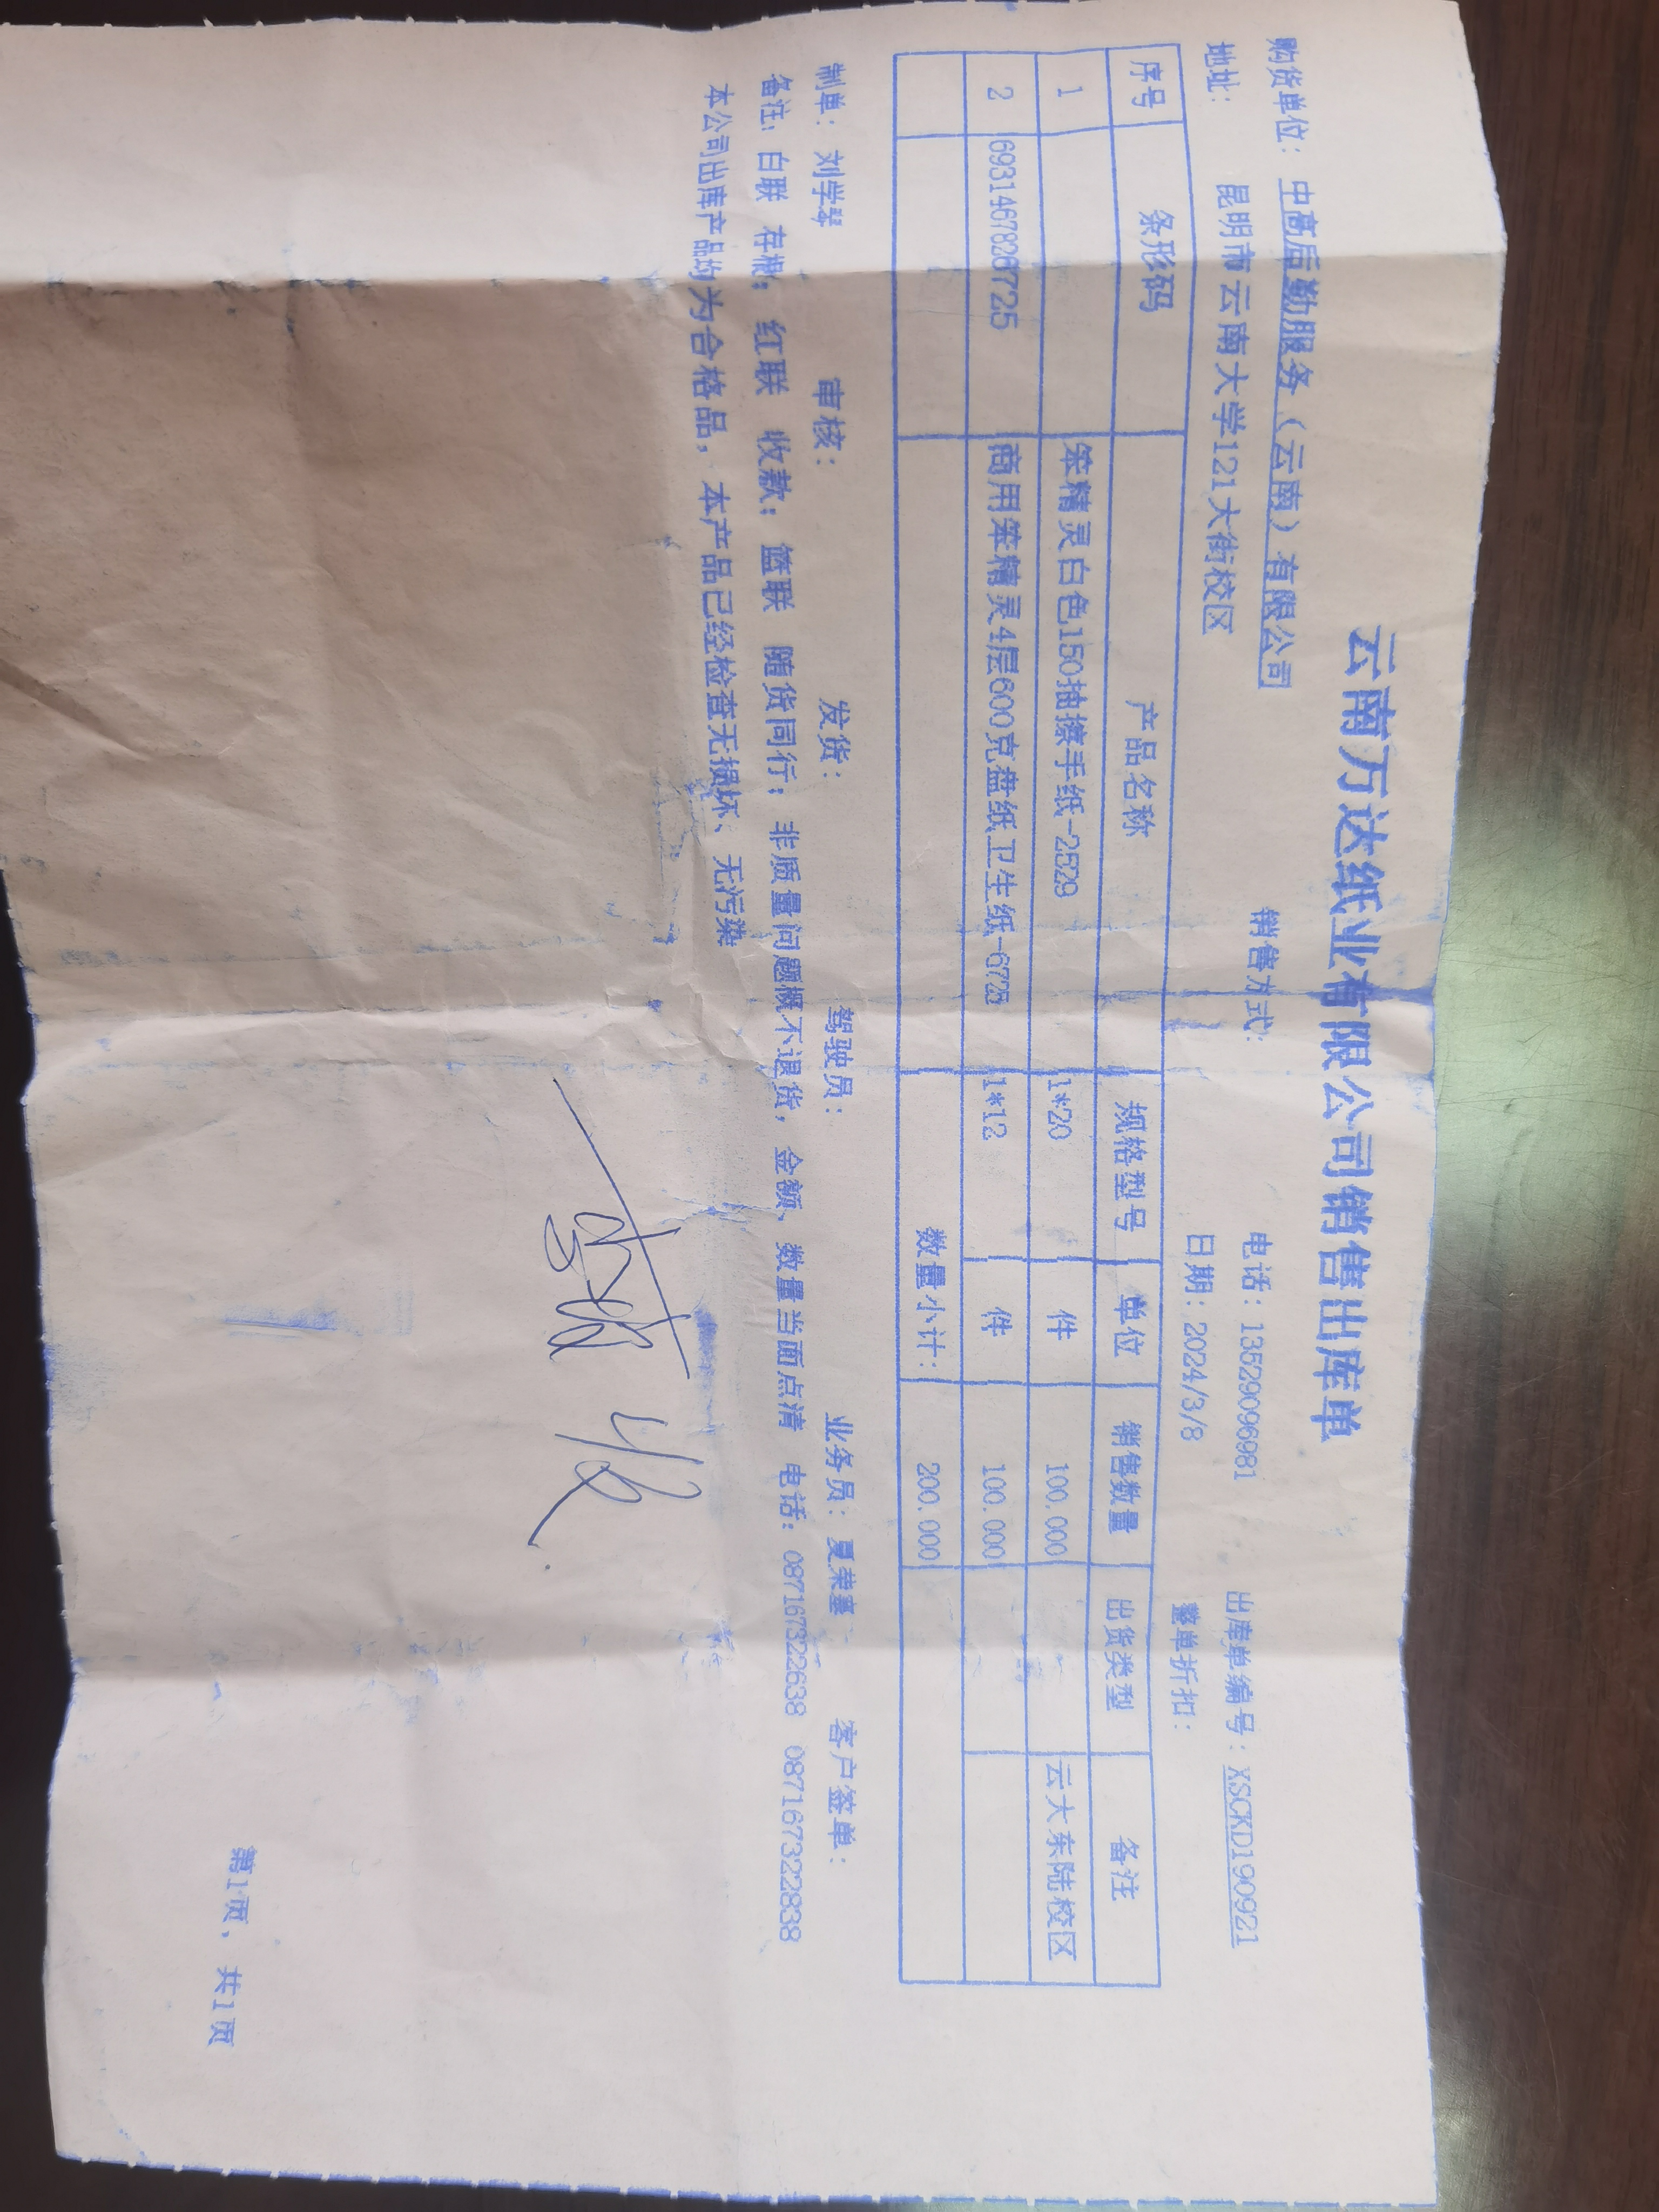 云南万达纸业有限公司销售出库单
购货单位: 中高后勤服务（云南）有限公司 销售方式: 电话: 13529096981 出库单编号: XSCKD190921
地址: 昆明市云南大学121大街校区 日期: 2024/3/8 整单折扣:
序号 条形码 产品名称 规格型号 单位 销售数量 出货类型 备注
1 笨精灵白色150抽擦手纸-2529 1*20 件 100.000 云大东陆校区
2 6931467828725 商用笨精灵4层600克盘纸卫生纸-6725 1*12 件 100.000
数量小计: 200.000
制单: 刘学琴 审核: 发货: 驾驶员: 业务员: 夏荣 客户签单:
备注: 白联 存根; 红联 收款; 篮联 随货同行; 非质量问题概不退货, 金额、数量当面点清 电话: 087167322638 087167322838
本公司出库产品均为合格品, 本产品已经检查无损坏、无污染
收
第1页、共1页